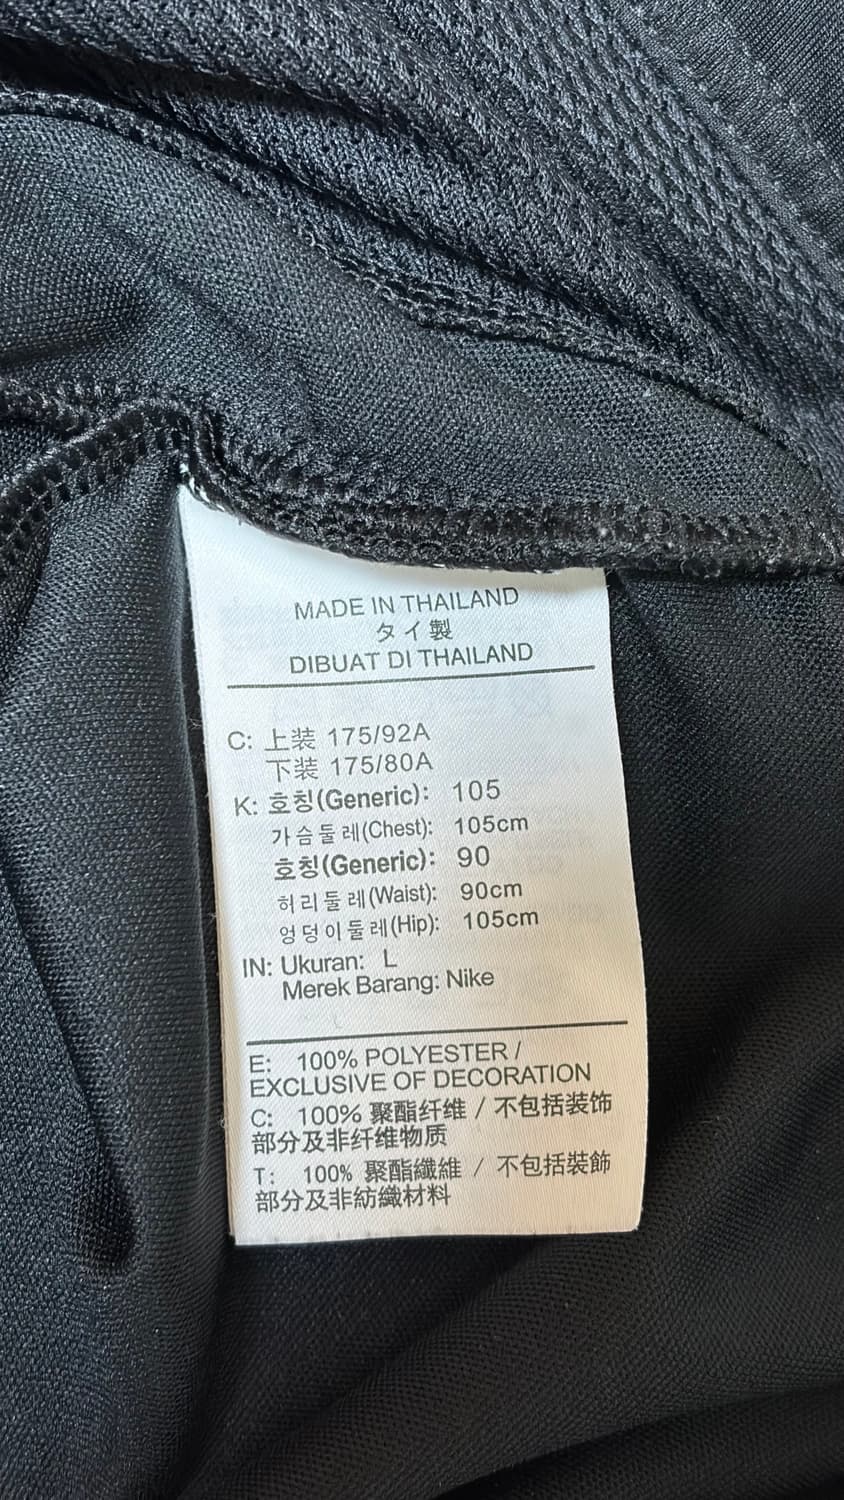 MADE IN THAILAND
タイ製
DIBUAT DI THAILAND
C: 上装 175/92A
下装 175/80A
K: 호칭(Generic): 105
가슴둘레(Chest): 105cm
호칭(Generic): 90
허리둘레(Waist): 90cm
엉덩이둘레(Hip): 105cm
IN: Ukuran: L
Merek Barang: Nike
E: 100% POLYESTER /
EXCLUSIVE OF DECORATION
C: 100% 聚酯纤维 / 不包括装饰
部分及非纤维物质
T: 100% 聚酯纖維 / 不包括裝飾
部分及非紡織材料